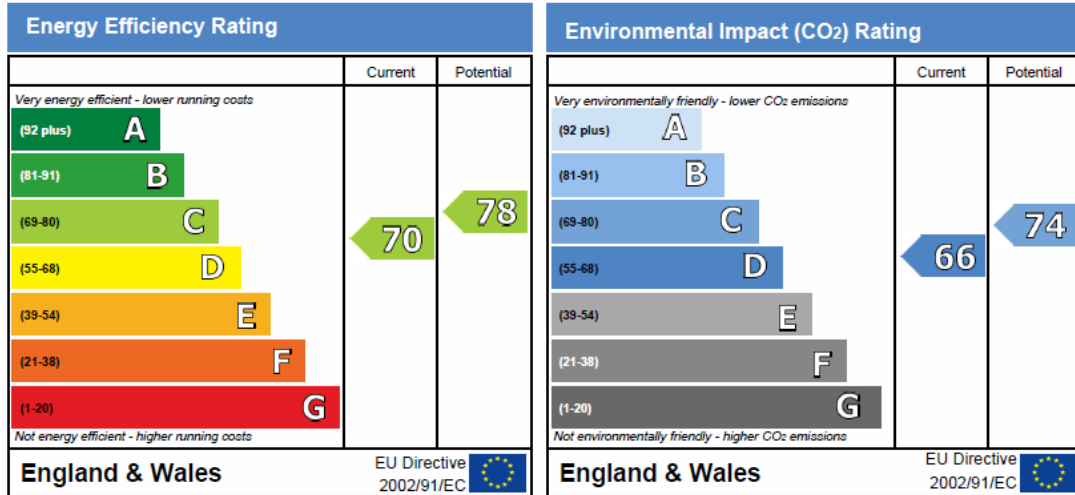 Energy Efficiency Rating
Current Potential
Very energy efficient - lower running costs
(92 plus) A
(81-91) B
(69-80) C
(55-68) D
(39-54) E
(21-38) F
(1-20) G
70
78
Not energy efficient - higher running costs
England & Wales
EU Directive
2002/91/EC
Environmental Impact (CO₂) Rating
Current Potential
Very environmentally friendly - lower CO₂ emissions
(92 plus) A
(81-91) B
(69-80) C
(55-68) D
(39-54) E
(21-38) F
(1-20) G
66
74
Not environmentally friendly - higher CO₂ emissions
England & Wales
EU Directive
2002/91/EC